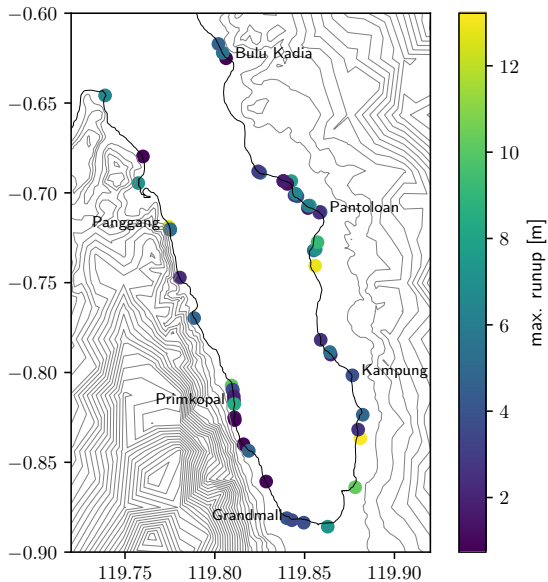 −0.60
−0.65
−0.70
−0.75
−0.80
−0.85
−0.90
119.75
119.80
119.85
119.90
Bulu Kadia
Pantoloan
Panggang
Kampung
Primkopal
Grandmall
12
10
8
6
4
2
max. runup [m]